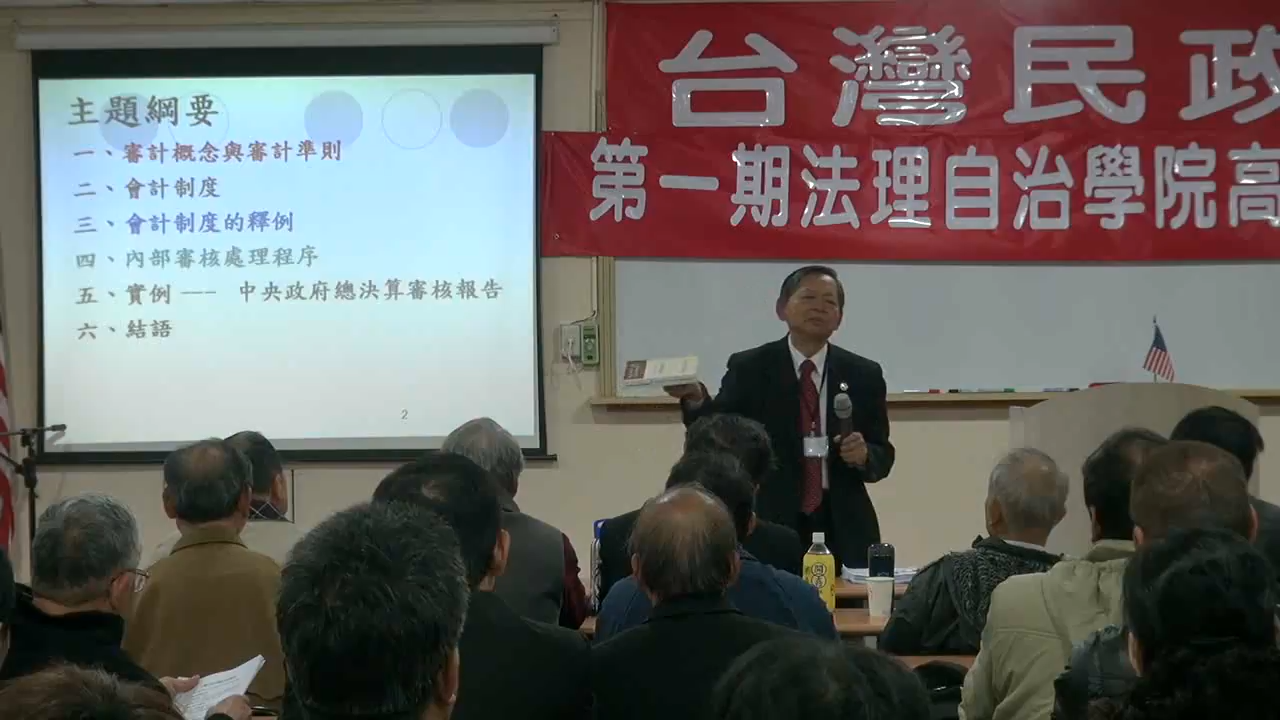 主題綱要
一、審計概念與審計準則
二、會計制度
三、會計制度的釋例
四、內部審核處理程序
五、實例 —— 中央政府總決算審核報告
六、結語
2
台灣民政
第一期法理自治學院高